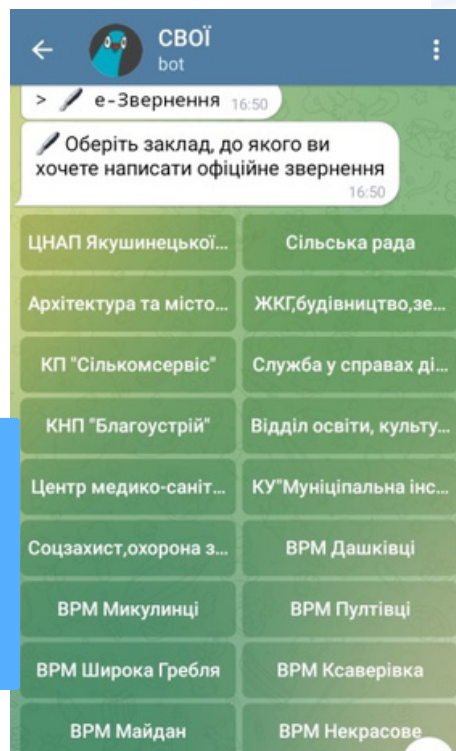 СВОЇ
bot
> е-Звернення 16:50
Оберіть заклад, до якого ви
хочете написати офіційне звернення
16:50
ЦНАП Якушинецької... Сільська рада
Архітектура та місто... ЖКГ,будівництво,зе...
КП "Сількомсервіс" Служба у справах ді...
КНП "Благоустрій" Відділ освіти, культу...
Центр медико-саніт... КУ"Муніципальна інс...
Соцзахист,охорона з... ВРМ Дашківці
ВРМ Микулинці ВРМ Пултівці
ВРМ Широка Гребля ВРМ Ксаверівка
ВРМ Майдан ВРМ Некрасове